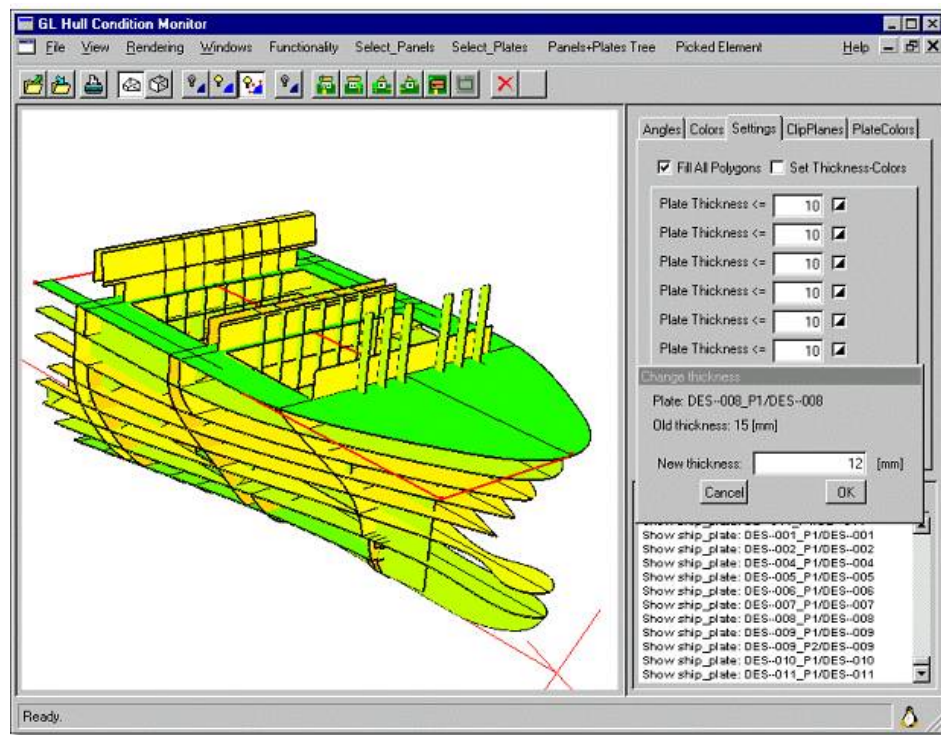 GL Hull Condition Monitor
File View Rendering Windows Functionality Select_Panels Select_Plates Panels+Plates Tree Picked Element Help
Angles Colors Settings ClipPlanes PlateColors
Fill All Polygons Set Thickness-Colors
Plate Thickness <= 10
Plate Thickness <= 10
Plate Thickness <= 10
Plate Thickness <= 10
Plate Thickness <= 10
Plate Thickness <= 10
Change thickness
Plate: DES--008_P1/DES--008
Old thickness: 15 [mm]
New thickness: 12 [mm]
Cancel OK
Show ship_plate: DES--001_P1/DES--001
Show ship_plate: DES--002_P1/DES--002
Show ship_plate: DES--004_P1/DES--004
Show ship_plate: DES--005_P1/DES--005
Show ship_plate: DES--006_P1/DES--006
Show ship_plate: DES--007_P1/DES--007
Show ship_plate: DES--008_P1/DES--008
Show ship_plate: DES--009_P1/DES--009
Show ship_plate: DES--009_P2/DES--009
Show ship_plate: DES--010_P1/DES--010
Show ship_plate: DES--011_P1/DES--011
Ready.